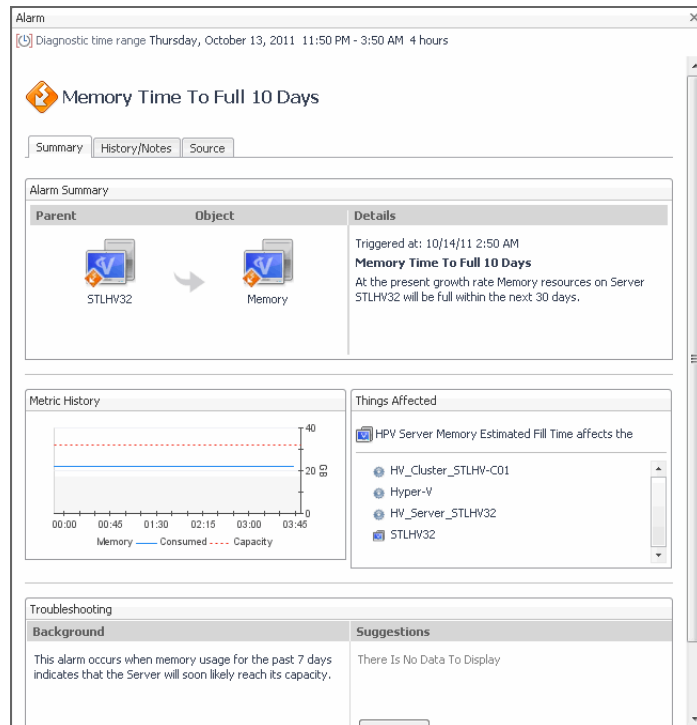 Alarm
Diagnostic time range Thursday, October 13, 2011 11:50 PM - 3:50 AM 4 hours
Memory Time To Full 10 Days
Summary History/Notes Source
Alarm Summary
Parent Object Details
STLHV32 Memory
Triggered at: 10/14/11 2:50 AM
Memory Time To Full 10 Days
At the present growth rate Memory resources on Server
STLHV32 will be full within the next 30 days.
Metric History
40
20
0
GB
00:00 00:45 01:30 02:15 03:00 03:45
Memory Consumed Capacity
Things Affected
HPV Server Memory Estimated Fill Time affects the
HV_Cluster_STLHV-C01
Hyper-V
HV_Server_STLHV32
STLHV32
Troubleshooting
Background Suggestions
This alarm occurs when memory usage for the past 7 days
indicates that the Server will soon likely reach its capacity.
There Is No Data To Display